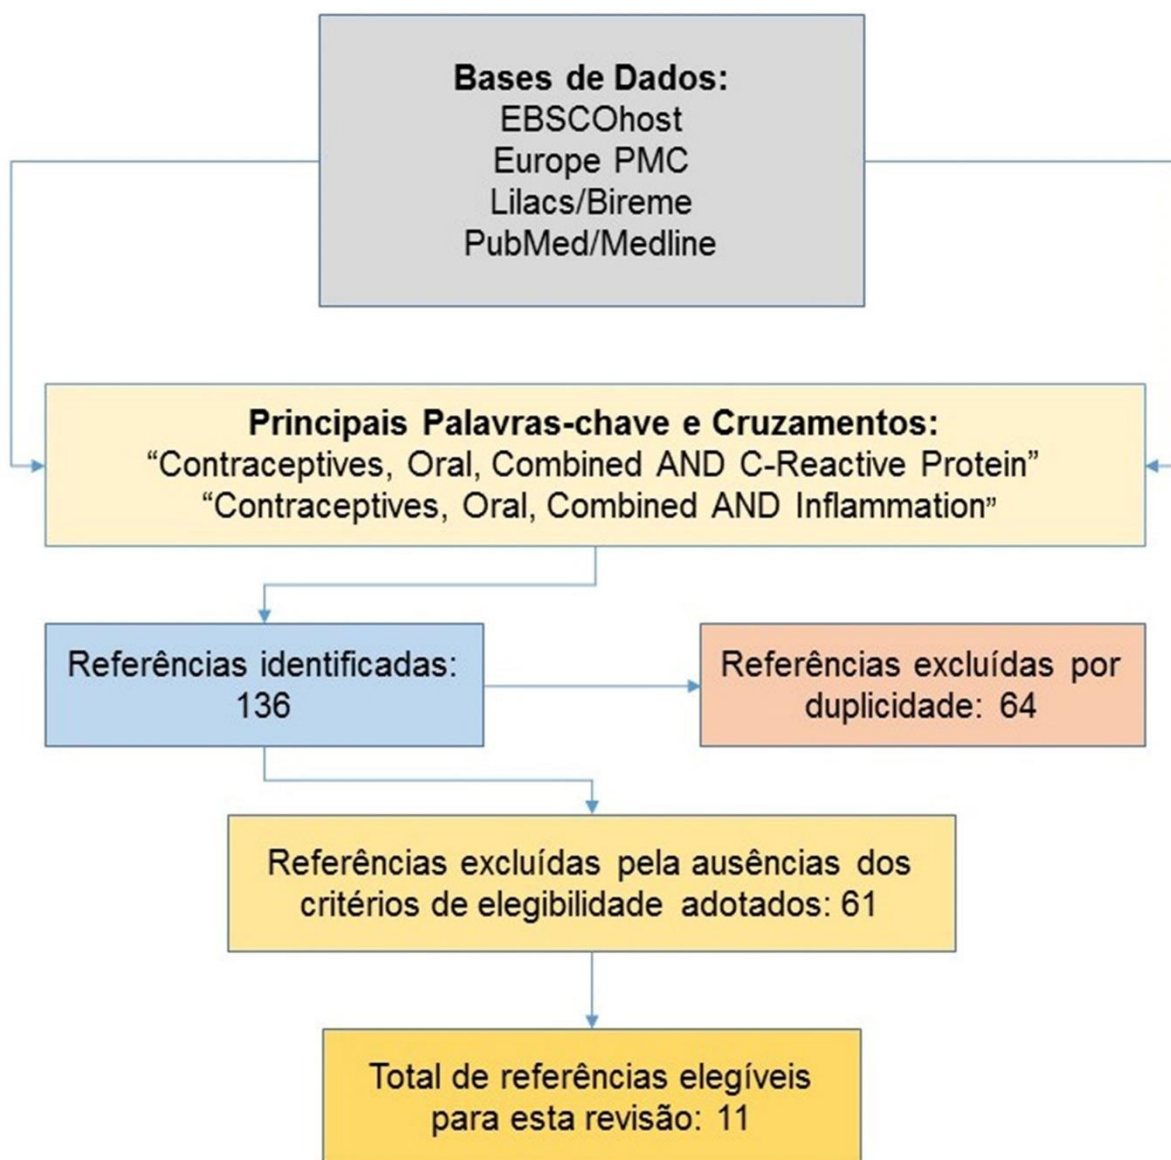 Bases de Dados:
EBSCOhost
Europe PMC
Lilacs/Bireme
PubMed/Medline
Principais Palavras-chave e Cruzamentos:
“Contraceptives, Oral, Combined AND C-Reactive Protein”
“Contraceptives, Oral, Combined AND Inflammation”
Referências identificadas:
136
Referências excluídas por
duplicidade: 64
Referências excluídas pela ausências dos
critérios de elegibilidade adotados: 61
Total de referências elegíveis
para esta revisão: 11